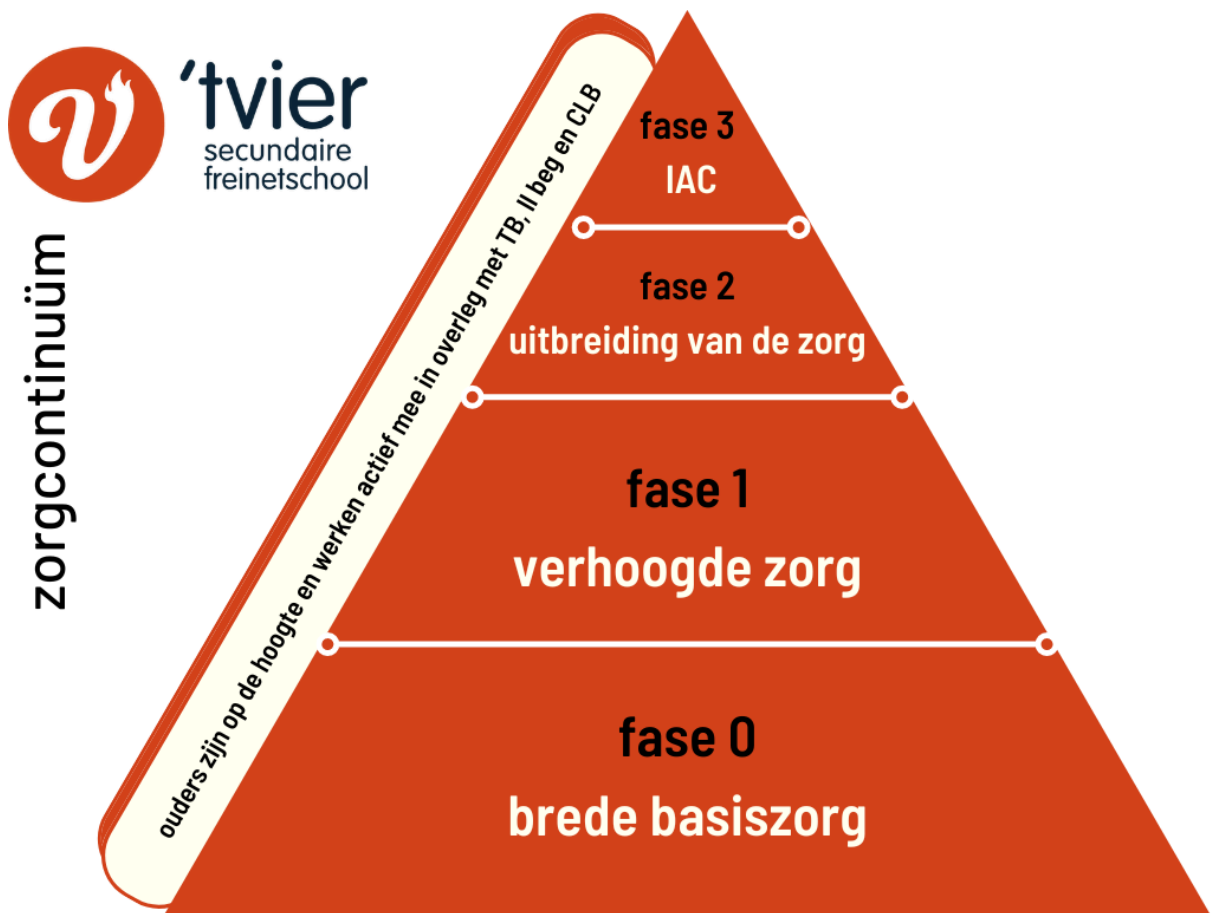 'tvier
secundaire
freinetschool
zorgcontinuüm
ouders zijn op de hoogte en werken actief mee in overleg met TB, ll beg en CLB
fase 3
IAC
fase 2
uitbreiding van de zorg
fase 1
verhoogde zorg
fase 0
brede basiszorg